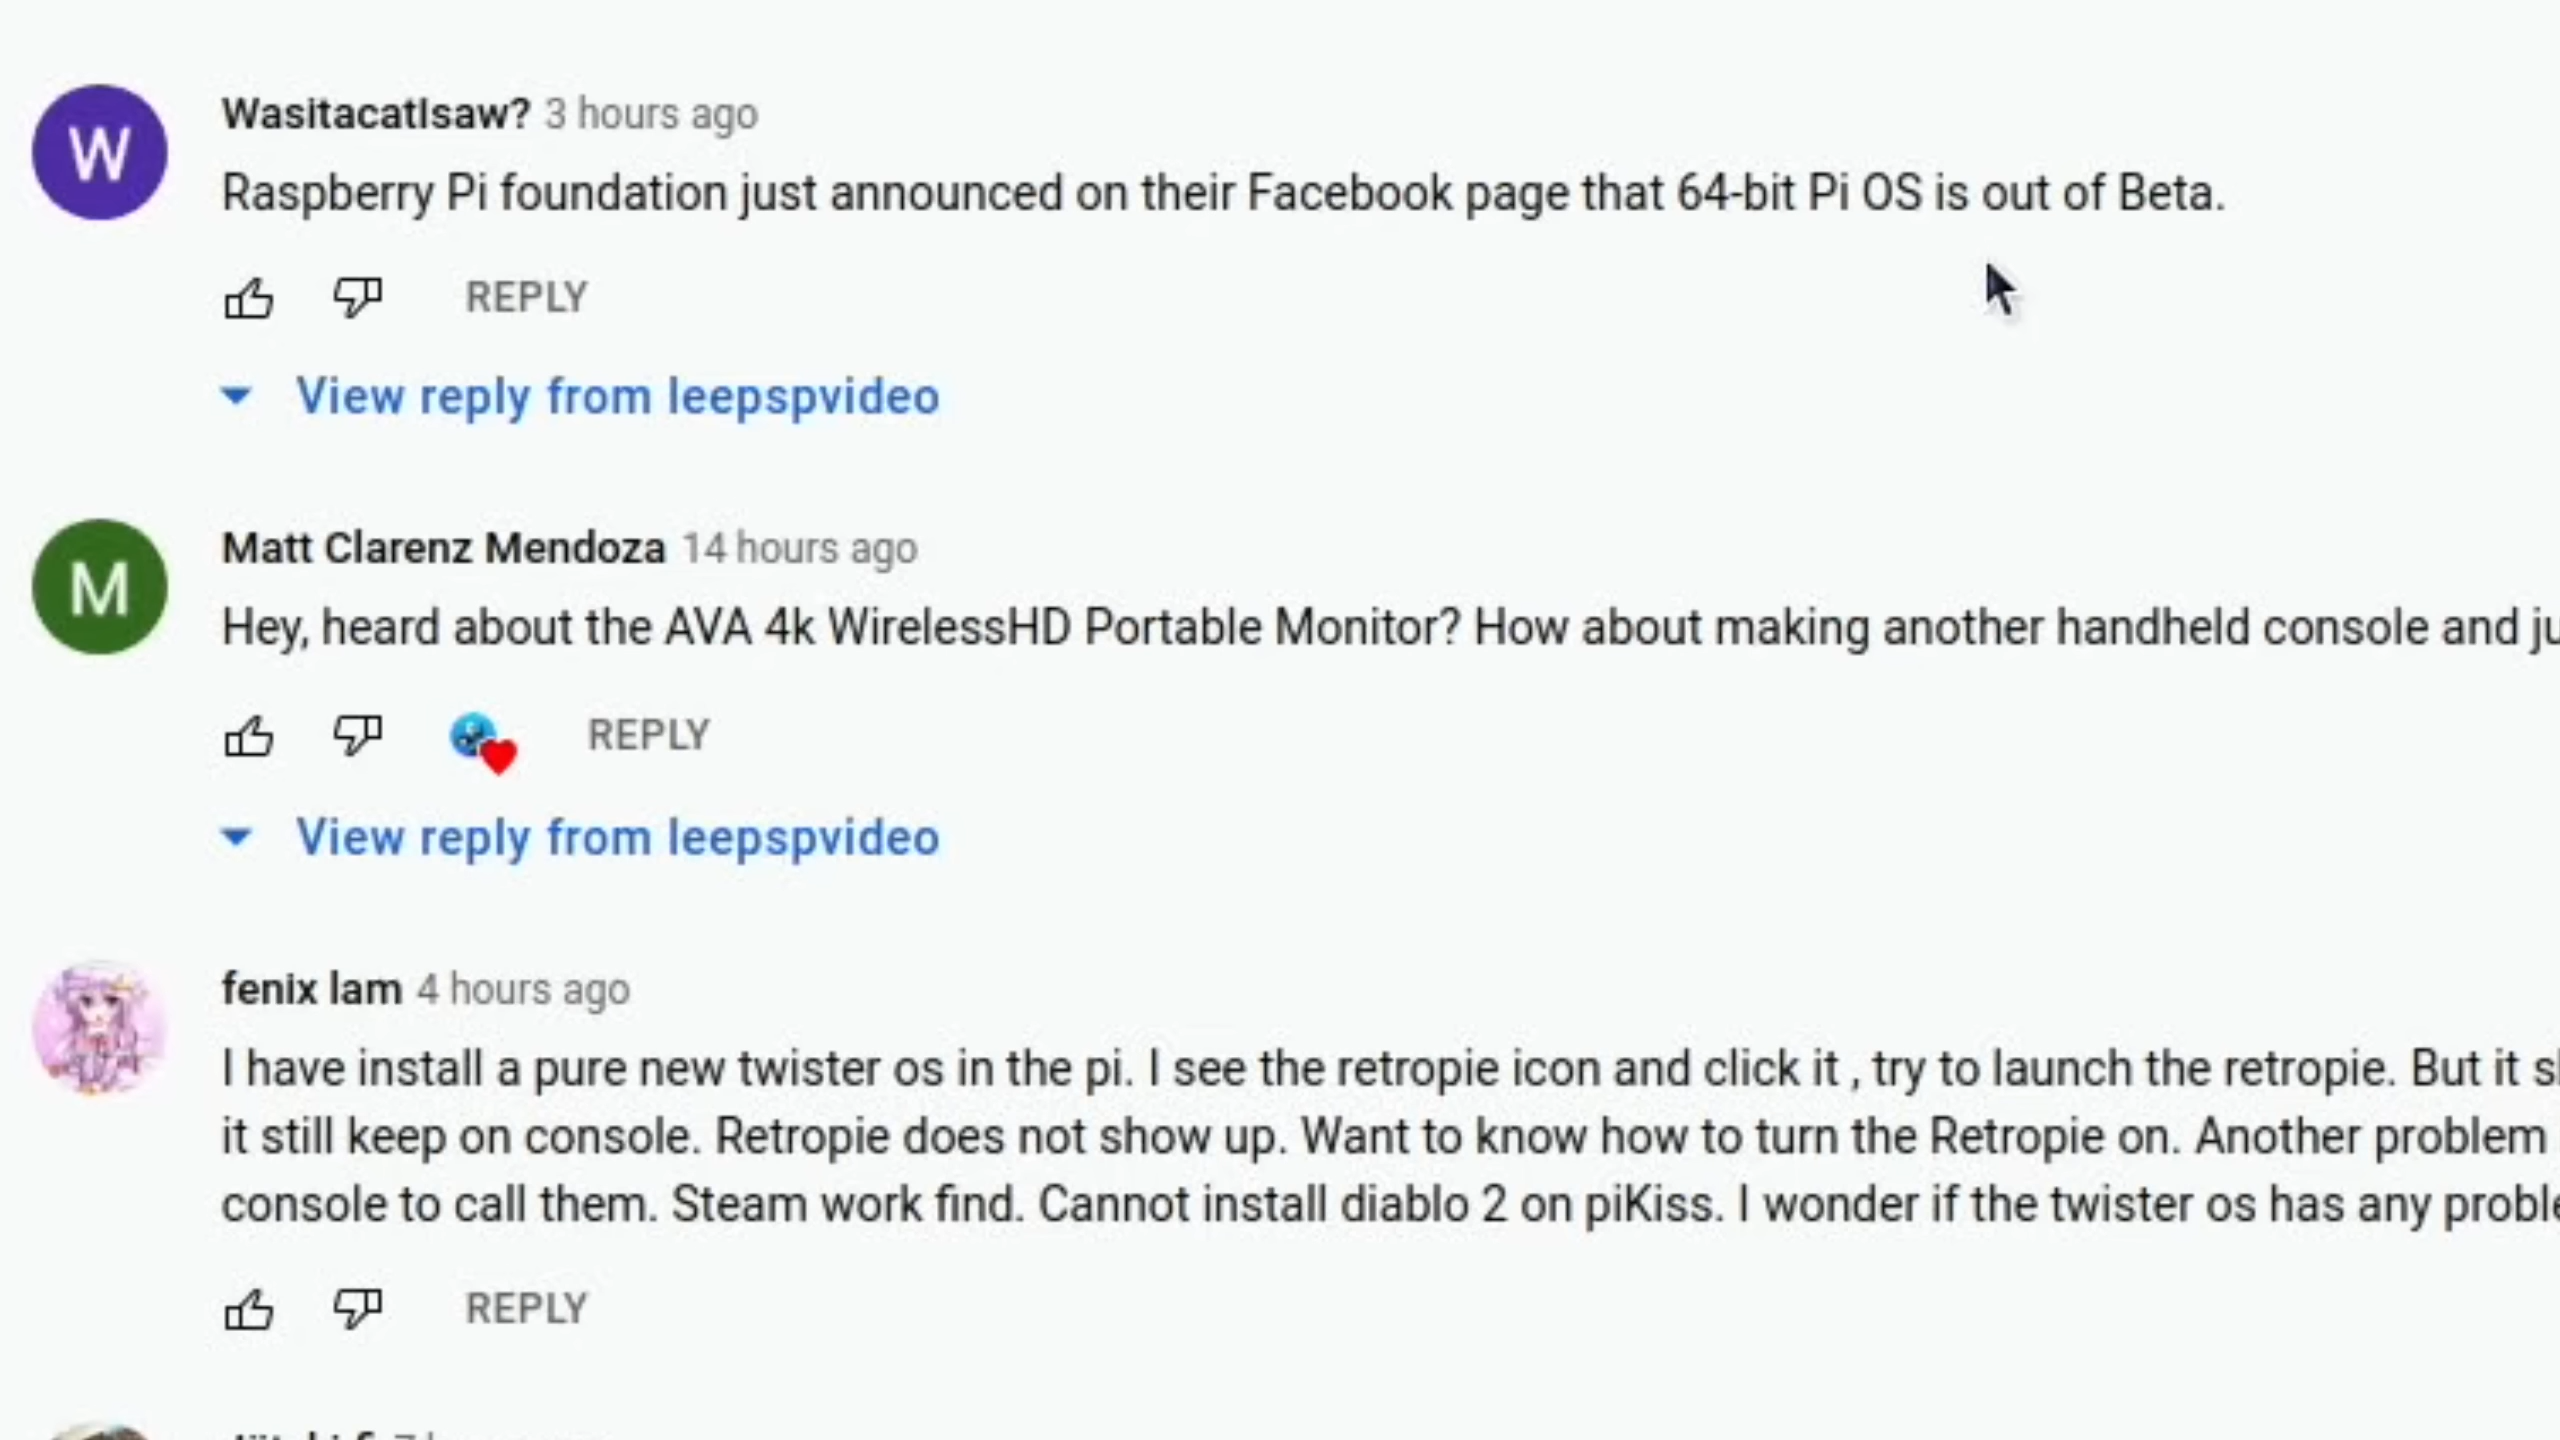 W
WasitacatIsaw? 3 hours ago
Raspberry Pi foundation just announced on their Facebook page that 64-bit Pi OS is out of Beta.
REPLY
View reply from leepspvideo
M
Matt Clarenz Mendoza 14 hours ago
Hey, heard about the AVA 4k WirelessHD Portable Monitor? How about making another handheld console and
REPLY
View reply from leepspvideo
fenix lam 4 hours ago
I have install a pure new twister os in the pi. I see the retropie icon and click it , try to launch the retropie. But it
it still keep on console. Retropie does not show up. Want to know how to turn the Retropie on. Another problem
console to call them. Steam work find. Cannot install diablo 2 on piKiss. I wonder if the twister os has any
REPLY